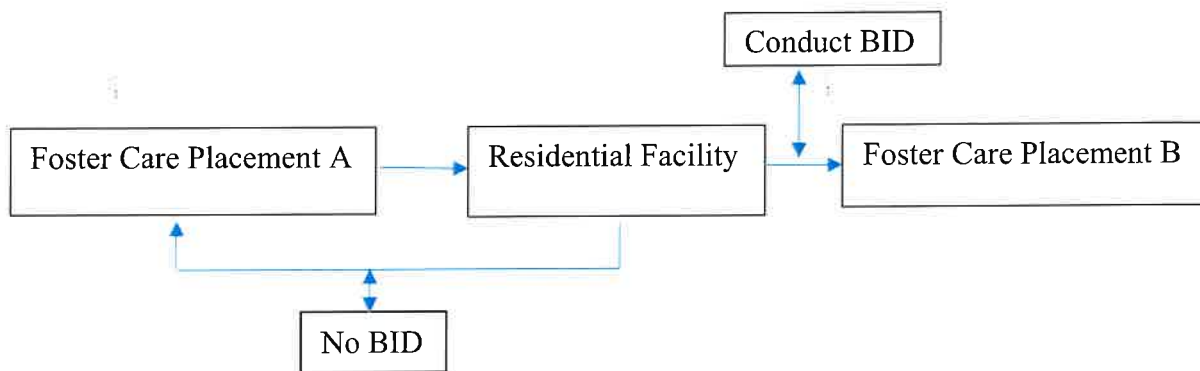 Conduct BID
Foster Care Placement A
Residential Facility
Foster Care Placement B
No BID